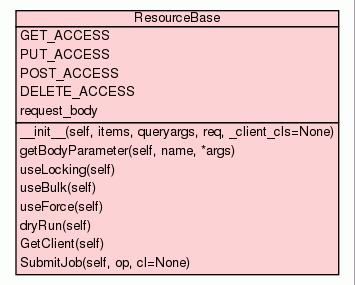 ResourceBase
GET_ACCESS
PUT_ACCESS
POST_ACCESS
DELETE_ACCESS
request_body
__init__(self, items, queryargs, req, _client_cls=None)
getBodyParameter(self, name, *args)
useLocking(self)
useBulk(self)
useForce(self)
dryRun(self)
GetClient(self)
SubmitJob(self, op, cl=None)